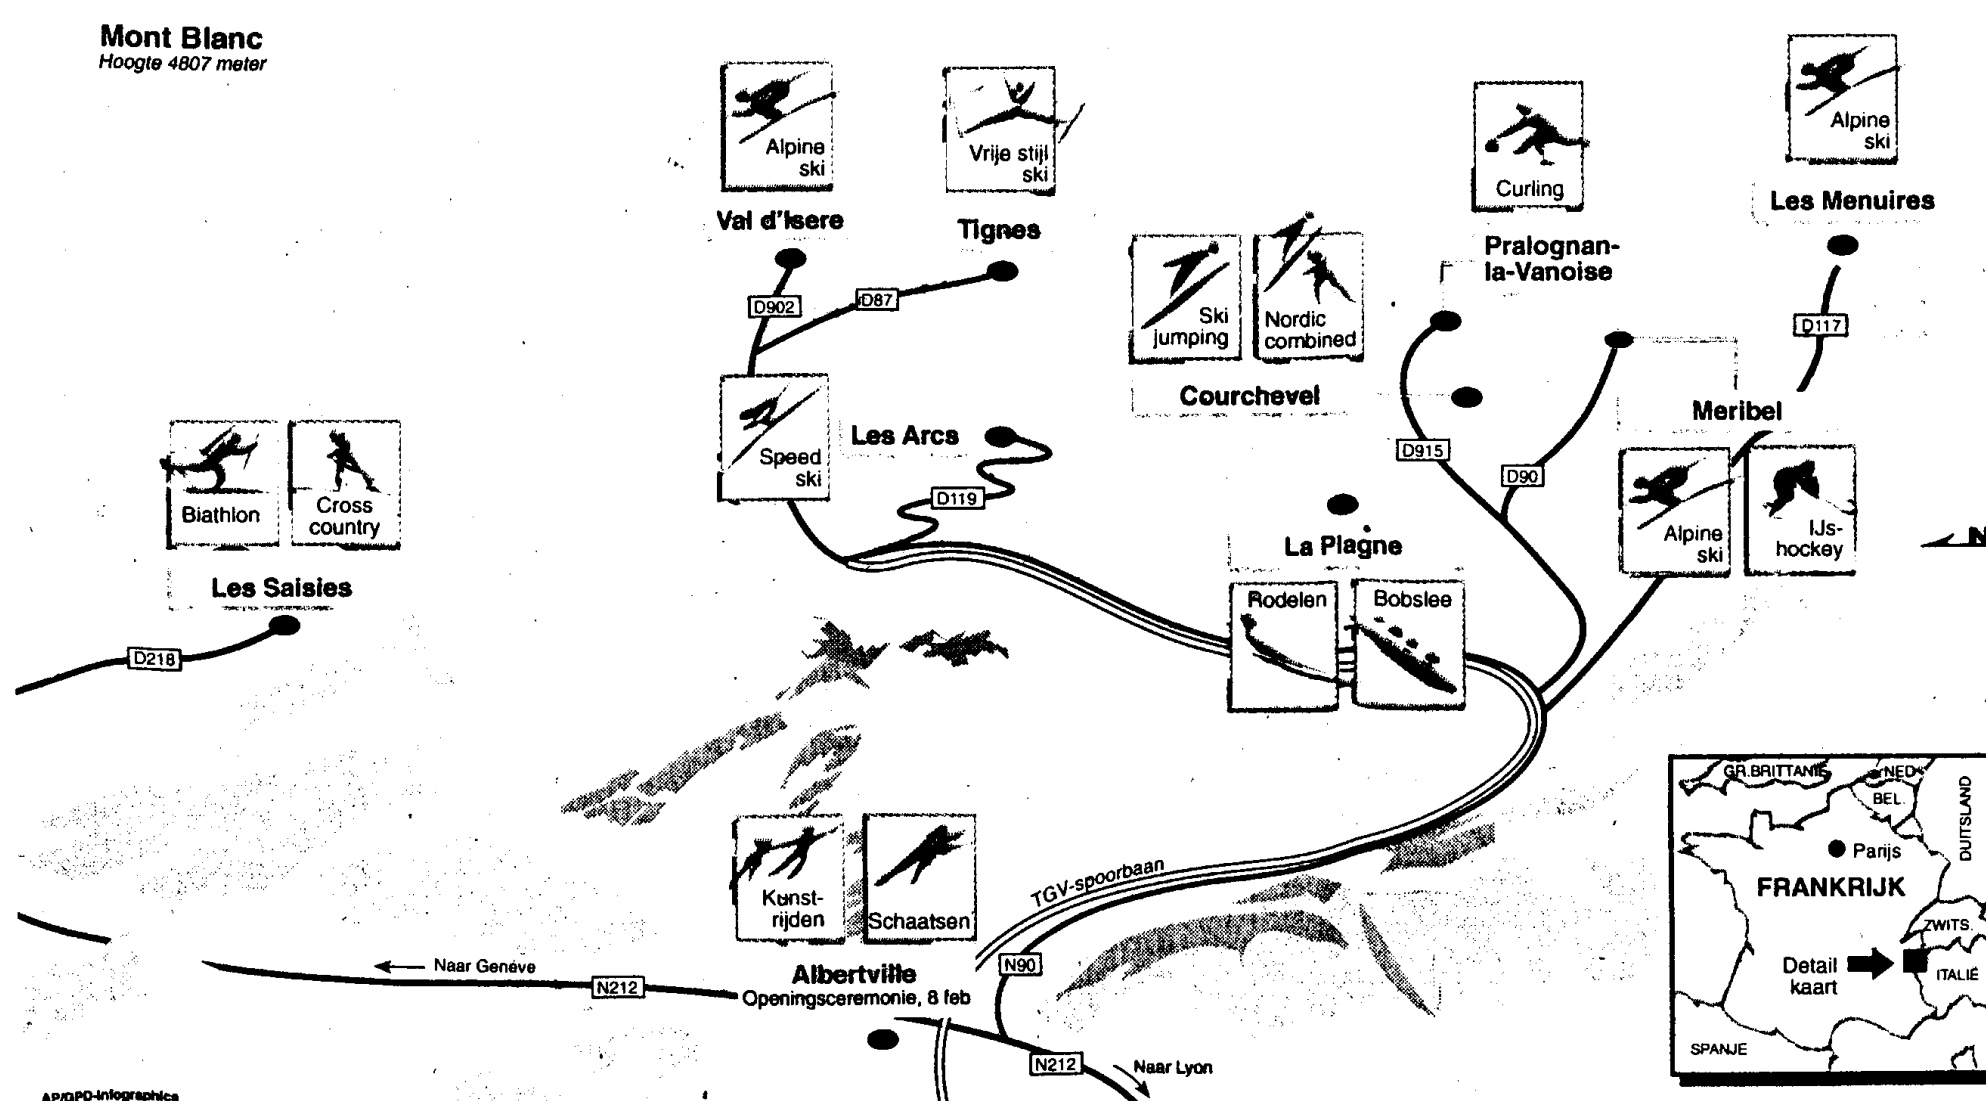 Mont Blanc
Hoogte 4807 meter
Alpine
ski
Val d'Isere
Vrije stijl
ski
Tignes
Curling
Pralognan-
la-Vanoise
Alpine
ski
Les Menuires
D902
D87
Ski
jumping
Nordic
combined
Courchevel
D117
Meribel
Alpine
ski
IJs-
hockey
Speed
ski
Les Arcs
D119
D915
D90
Biathlon
Cross
country
Les Saisies
D218
La Plagne
Rodelen
Bobslee
N
Kunst-
rijden
Schaatsen
Albertville
Openingsceremonie, 8 feb
TGV-spoorbaan
N90
Naar Genève
N212
N212
Naar Lyon
GR.BRITTANIE
NED
BEL.
DUITSLAND
Parijs
FRANKRIJK
ZWITS.
Detail
kaart
ITALIË
SPANJE
AP/GPD-Infographics